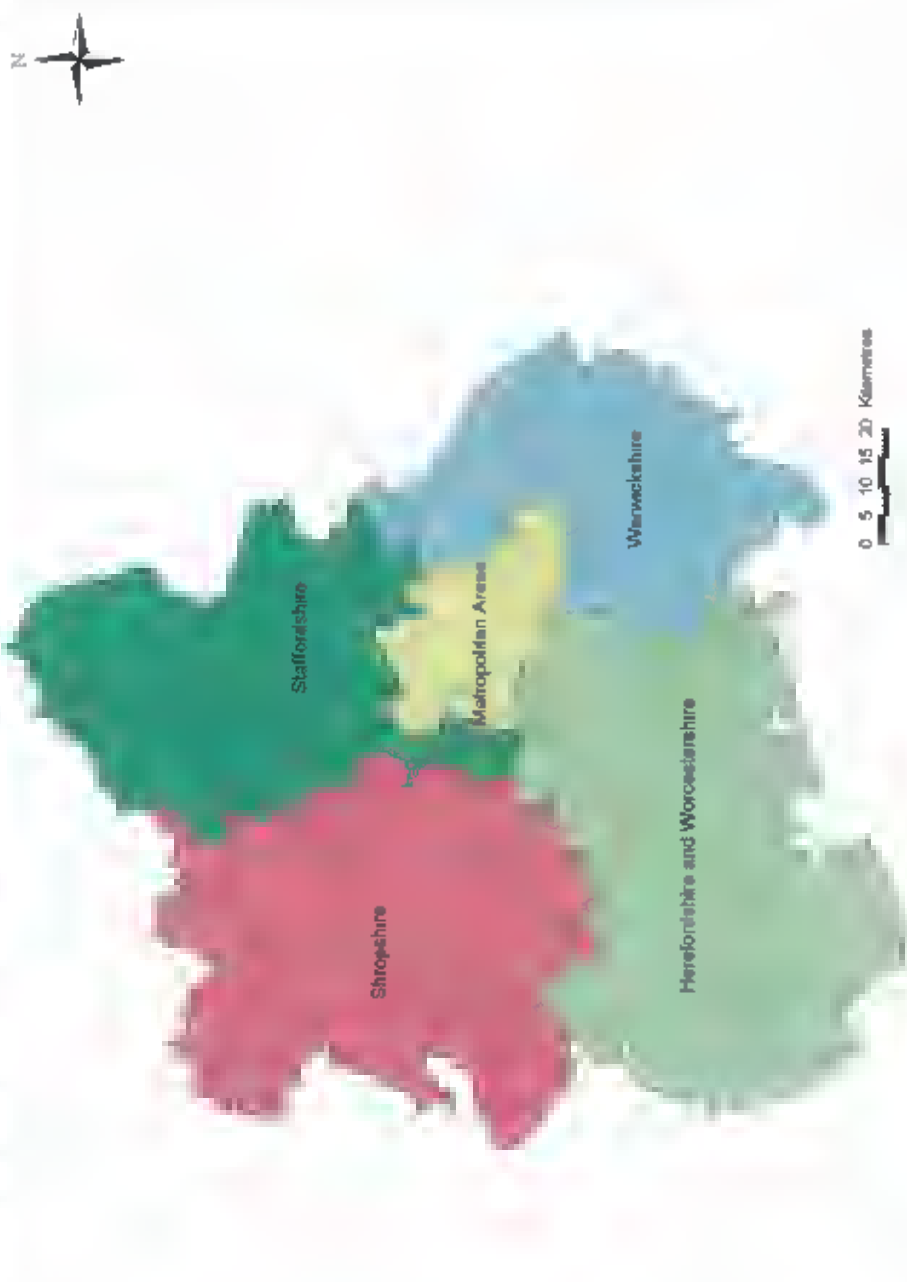 N
Staffordshire
Shropshire
Metropolitan Areas
Warwickshire
Herefordshire and Worcestershire
0 5 10 15 20 Kilometres